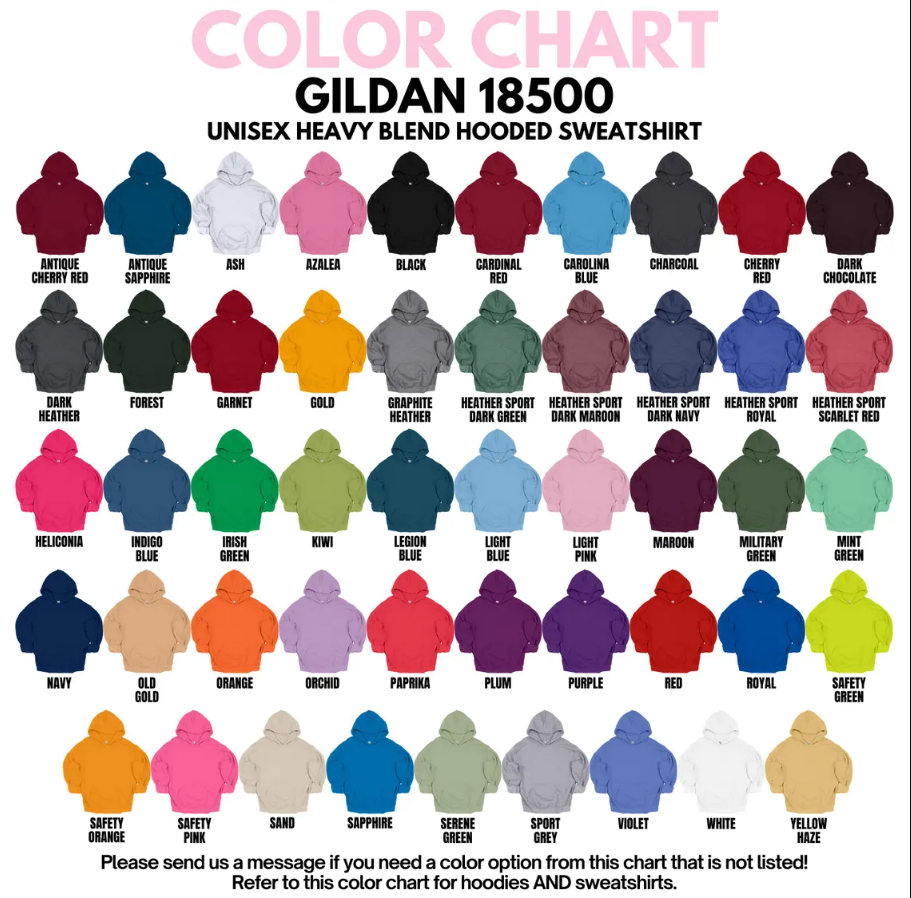 COLOR CHART
GILDAN 18500
UNISEX HEAVY BLEND HOODED SWEATSHIRT
ANTIQUE
CHERRY RED
ANTIQUE
SAPPHIRE
ASH
AZALEA
BLACK
CARDINAL
RED
CAROLINA
BLUE
CHARCOAL
CHERRY
RED
DARK
CHOCOLATE
DARK
HEATHER
FOREST
GARNET
GOLD
GRAPHITE
HEATHER
HEATHER SPORT
DARK GREEN
HEATHER SPORT
DARK MAROON
HEATHER SPORT
DARK NAVY
HEATHER SPORT
ROYAL
HEATHER SPORT
SCARLET RED
HELICONIA
INDIGO
BLUE
IRISH
GREEN
KIWI
LEGION
BLUE
LIGHT
BLUE
LIGHT
PINK
MAROON
MILITARY
GREEN
MINT
GREEN
NAVY
OLD
GOLD
ORANGE
ORCHID
PAPRIKA
PLUM
PURPLE
RED
ROYAL
SAFETY
GREEN
SAFETY
ORANGE
SAFETY
PINK
SAND
SAPPHIRE
SERENE
GREEN
SPORT
GREY
VIOLET
WHITE
YELLOW
HAZE
Please send us a message if you need a color option from this chart that is not listed!
Refer to this color chart for hoodies AND sweatshirts.